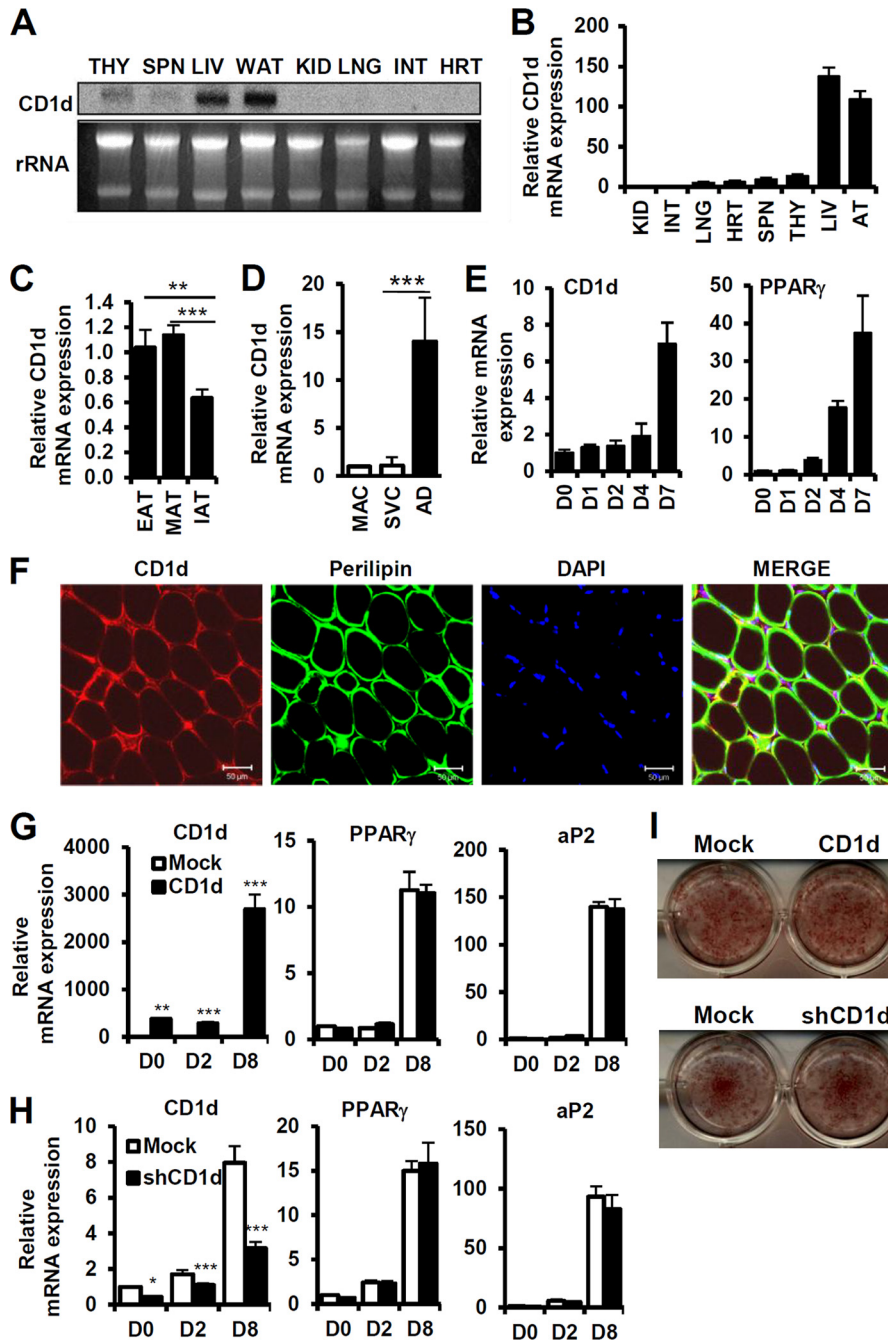 A
THY SPN LIV WAT KID LNG INT HRT
CD1d
rRNA
B
Relative CD1d
mRNA expression
150
100
50
0
KID
INT
LNG
HRT
SPN
THY
LIV
AT
C
Relative CD1d
mRNA expression
1.4
1.2
1.0
0.8
0.6
0.4
0.2
0.0
**
***
EAT
MAT
IAT
D
Relative CD1d
mRNA expression
20
15
10
5
0
***
MAC
SVC
AD
E
Relative mRNA
expression
CD1d
10
8
6
4
2
0
D0
D1
D2
D4
D7
PPARγ
50
40
30
20
10
0
D0
D1
D2
D4
D7
F
CD1d
Perilipin
DAPI
MERGE
50 µm
50 µm
50 µm
50 µm
G
Relative
mRNA expression
CD1d
4000
3000
2000
1000
0
Mock
CD1d
**
***
***
D0 D2 D8
PPARγ
15
10
5
0
D0 D2 D8
aP2
200
150
100
50
0
D0 D2 D8
H
Relative
mRNA expression
CD1d
10
8
6
4
2
0
Mock
shCD1d
*
***
***
D0 D2 D8
PPARγ
20
15
10
5
0
D0 D2 D8
aP2
150
100
50
0
D0 D2 D8
I
Mock CD1d
Mock shCD1d